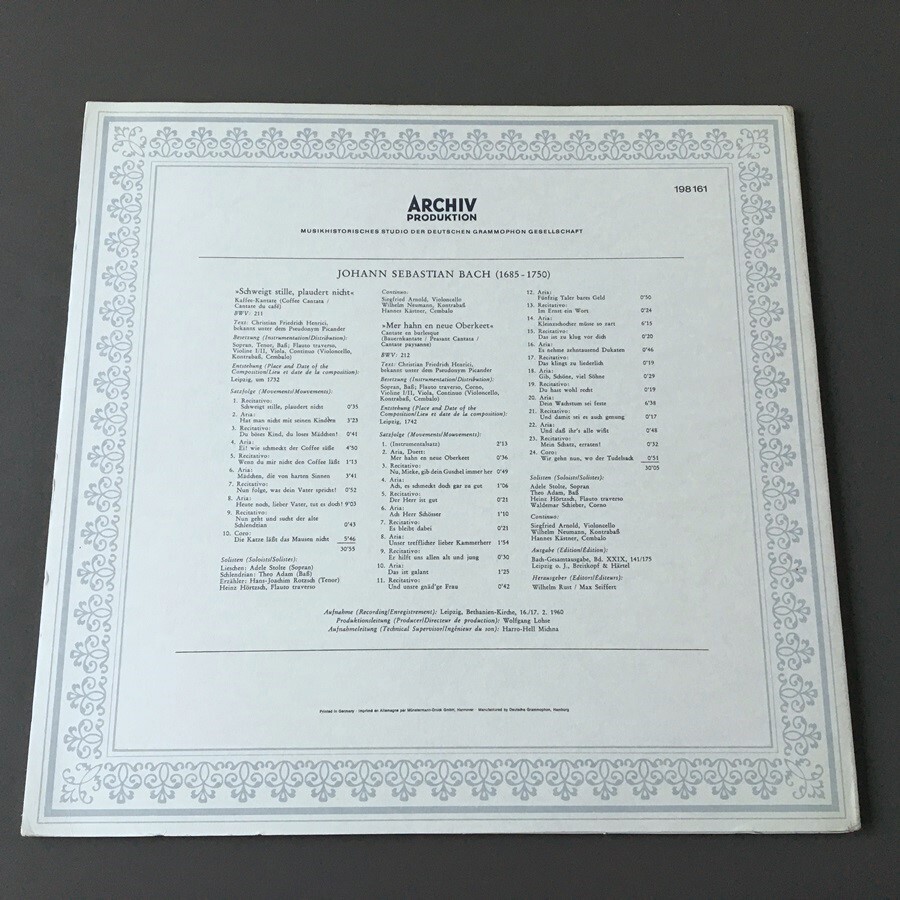 198 161
ARCHIV
PRODUKTION
MUSIKHISTORISCHES STUDIO DER DEUTSCHEN GRAMMOPHON GESELLSCHAFT
JOHANN SEBASTIAN BACH (1685-1750)
»Schweigt stille, plaudert nicht«
Kaffee-Kantate (Coffee Cantata /
Cantate du café)
BWV: 211
Text: Christian Friedrich Henrici,
bekannt unter dem Pseudonym Picander
Besetzung (Instrumentation/Distribution):
Sopran, Tenor, Baß; Flauto traverso,
Violine I/II, Viola, Continuo (Violoncello,
Kontrabaß, Cembalo)
Entstehung (Place and Date of the
Composition/Lieu et date de la composition):
Leipzig, um 1732
Satzfolge (Movements/Mouvements):
1. Recitativo:
Schweigt stille, plaudert nicht 0'35
2. Aria:
Hat man nicht mit seinen Kindern 3'23
3. Recitativo:
Du böses Kind, du loses Mädchen! 0'41
4. Aria:
Ei! wie schmeckt der Coffee süße 4'50
5. Recitativo:
Wenn du mir nicht den Coffee läßt 1'13
6. Aria:
Mädchen, die von harten Sinnen 3'41
7. Recitativo:
Nun folge, was dein Vater spricht! 0'52
8. Aria:
Heute noch, lieber Vater, tut es doch! 9'03
9. Recitativo:
Nun geht und sucht der alte
Schlendrian 0'43
10. Coro:
Die Katze läßt das Mausen nicht 5'46
30'55
Solisten (Soloists/Solistes):
Lieschen: Adele Stolte (Sopran)
Schlendrian: Theo Adam (Baß)
Erzähler: Hans-Joachim Rotzsch (Tenor)
Heinz Hörtzsch, Flauto traverso
Continuo:
Siegfried Arnold, Violoncello
Wilhelm Neumann, Kontrabaß
Hannes Kästner, Cembalo
»Mer hahn en neue Oberkeet«
Cantate en burlesque
(Bauernkantate / Peasant Cantata /
Cantate paysanne)
BWV: 212
Text: Christian Friedrich Henrici,
bekannt unter dem Pseudonym Picander
Besetzung (Instrumentation/Distribution):
Sopran, Baß; Flauto traverso, Corno,
Violine I/II, Viola, Continuo (Violoncello,
Kontrabaß, Cembalo)
Entstehung (Place and Date of the
Composition/Lieu et date de la composition):
Leipzig, 1742
Satzfolge (Movements/Mouvements):
1. (Instrumentalsatz) 2'13
2. Aria, Duett:
Mer hahn en neue Oberkeet 0'36
3. Recitativo:
Nu, Mieke, gib dein Guschel immer her 0'49
4. Aria:
Ach, es schmeckt doch gar zu gut 1'06
5. Recitativo:
Der Herr ist gut 0'21
6. Aria:
Ach Herr Schösser 1'10
7. Recitativo:
Es bleibt dabei 0'21
8. Aria:
Unser trefflicher lieber Kammerherr 1'54
9. Recitativo:
Er hilft uns allen alt und jung 0'30
10. Aria:
Das ist galant 1'25
11. Recitativo:
Und unsre gnäd'ge Frau 0'42
12. Aria:
Fünfzig Taler bares Geld 0'50
13. Recitativo:
Im Ernst ein Wort 0'24
14. Aria:
Kleinzschocher müsse so zart 6'15
15. Recitativo:
Das ist zu klug vor dich 0'20
16. Aria:
Es nehme zehntausend Dukaten 0'46
17. Recitativo:
Das klingt zu liederlich 0'19
18. Aria:
Gib, Schöne, viel Söhne 0'29
19. Recitativo:
Du hast wohl recht 0'19
20. Aria:
Dein Wachstum sei feste 6'38
21. Recitativo:
Und damit sei es auch genung 0'17
22. Aria:
Und daß ihr's alle wißt 0'48
23. Recitativo:
Mein Schatz, erraten! 0'32
24. Coro:
Wir gehn nun, wo der Tudelsack 0'51
30'05
Solisten (Soloists/Solistes):
Adele Stolte, Sopran
Theo Adam, Baß
Heinz Hörtzsch, Flauto traverso
Waldemar Schieber, Corno
Continuo:
Siegfried Arnold, Violoncello
Wilhelm Neumann, Kontrabaß
Hannes Kästner, Cembalo
Ausgabe (Edition/Édition):
Bach-Gesamtausgabe, Bd. XXIX, 141/175
Leipzig o. J., Breitkopf & Härtel
Herausgeber (Editors/Éditeurs):
Wilhelm Rust / Max Seiffert
Aufnahme (Recording/Enregistrement): Leipzig, Bethanien-Kirche, 16./17. 2. 1960
Produktionsleitung (Producer/Directeur de production): Wolfgang Lohse
Aufnahmeleitung (Technical Supervisor/Ingénieur du son): Harro-Hell Michna
Printed in Germany · Imprimé en Allemagne par Münstermann-Druck GmbH, Hannover · Manufactured by Deutsche Grammophon, Hamburg